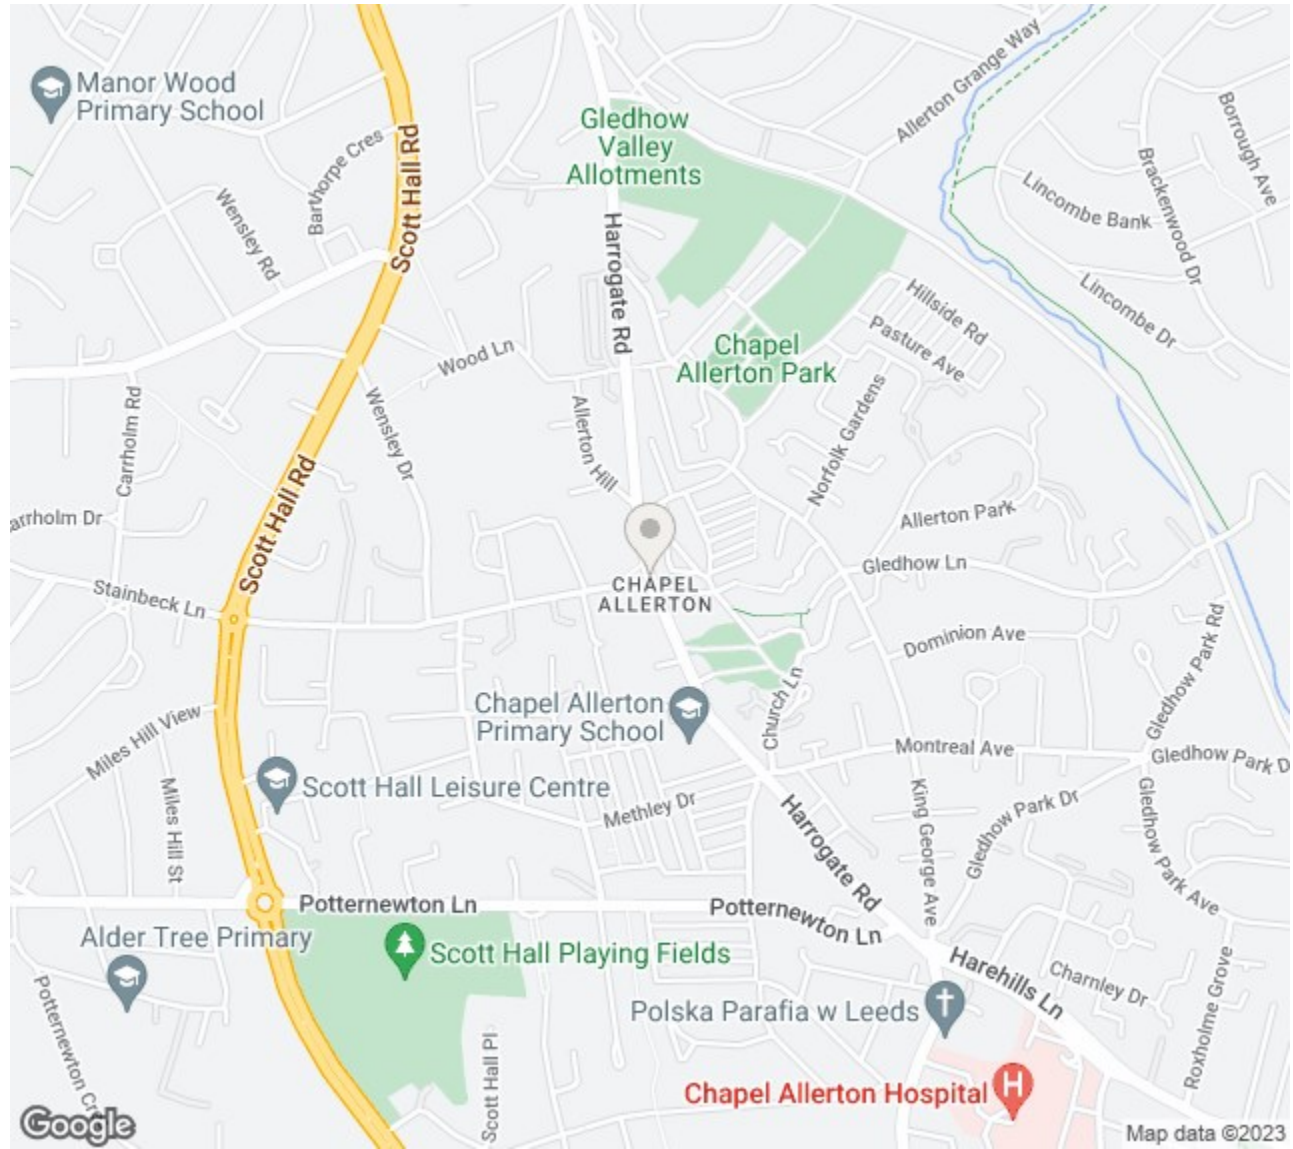 Manor Wood
Primary School
Gledhow
Valley
Allotments
Allerton Grange Way
Borrough Ave
Brackenwood Dr
Lincombe Bank
Barthorpe Cres
Scott Hall Rd
Wensley Rd
Harrogate Rd
Lincombe Dr
Hillside Rd
Pasture Ave
Chapel
Allerton Park
Wood Ln
Carrholm Rd
Wensley Dr
Allerton Hill
Norfolk Gardens
Scott Hall Rd
arrholm Dr
Allerton Park
Gledhow Ln
Stainbeck Ln
CHAPEL
ALLERTON
Dominion Ave
Gledhow Park Rd
Chapel Allerton
Primary School
Church Ln
Miles Hill View
Montreal Ave
Gledhow Park D
Scott Hall Leisure Centre
Miles Hill St
Methley Dr
Harrogate Rd
King George Ave
Gledhow Park Dr
Gledhow Park Ave
Potternewton Ln
Potternewton Ln
Alder Tree Primary
Scott Hall Playing Fields
Harehills Ln
Charnley Dr
Roxholme Grove
Polska Parafia w Leeds
Potternewton Cr
Scott Hall Pl
Chapel Allerton Hospital
H
Google
Map data ©2023